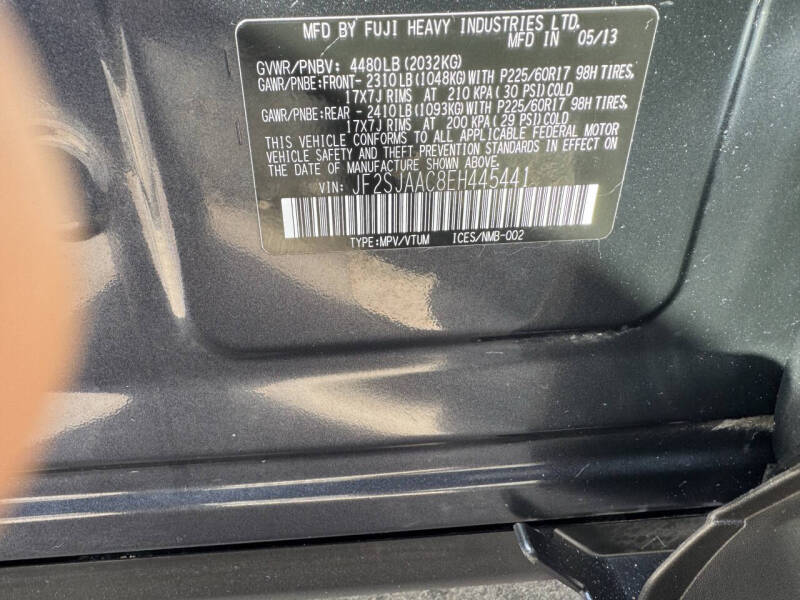 MFD BY FUJI HEAVY INDUSTRIES LTD.
MFD IN 05/13
GVWR/PNBV: 4480LB(2032KG)
GAWR/PNBE:FRONT-2310LB(1048KG)WITH P225/60R17 98H TIRES,
17X7J RIMS AT 210 KPA(30 PSI)COLD
GAWR/PNBE:REAR -2410LB(1093KG)WITH P225/60R17 98H TIRES,
17X7J RIMS AT 200 KPA(29 PSI)COLD
THIS VEHICLE CONFORMS TO ALL APPLICABLE FEDERAL MOTOR
VEHICLE SAFETY AND THEFT PREVENTION STANDARDS IN EFFECT ON
THE DATE OF MANUFACTURE SHOWN ABOVE.
VIN: JF2SJAAC8EH445441
TYPE:MPV/VTUM ICES/NMB-002